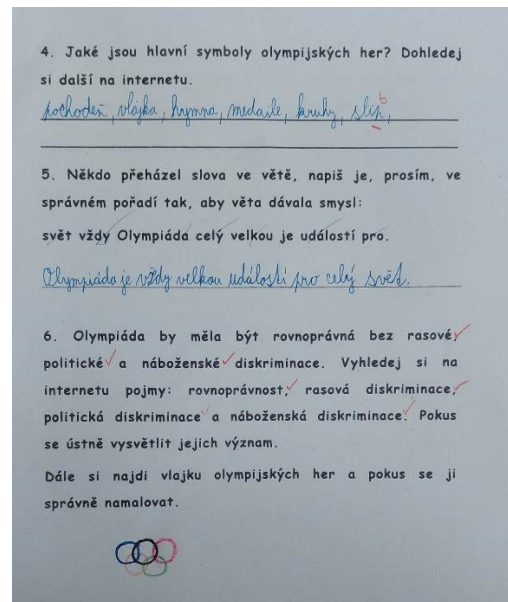 4. Jaké jsou hlavní symboly olympijských her? Dohledej
si další na internetu.
pochodeň, vlajka, hymna, medaile, kruhy, slip,
b
5. Někdo přeházel slova ve větě, napiš je, prosím, ve
správném pořadí tak, aby věta dávala smysl:
svět vždy Olympiáda celý velkou je událostí pro.
Olympiáda je vždy velkou událostí pro celý svět.
6. Olympiáda by měla být rovnoprávná bez rasové,
politické a náboženské diskriminace. Vyhledej si na
internetu pojmy: rovnoprávnost, rasová diskriminace,
politická diskriminace a náboženská diskriminace. Pokus
se ústně vysvětlit jejich význam.
Dále si najdi vlajku olympijských her a pokus se ji
správně namalovat.